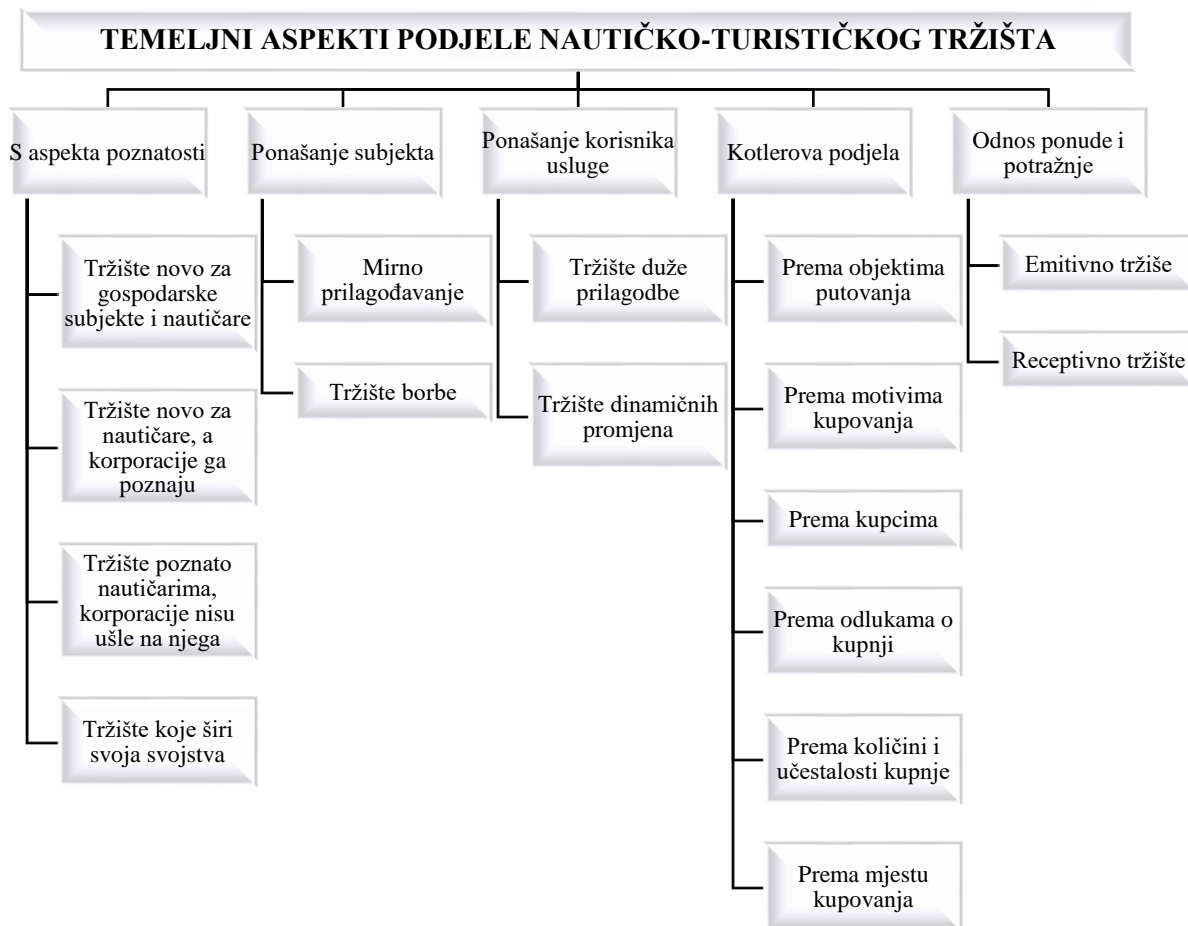 TEMELJNI ASPEKTI PODJELE NAUTIČKO-TURISTIČKOG TRŽIŠTA
S aspekta poznatosti
Tržište novo za
gospodarske
subjekte i nautičare
Tržište novo za
nautičare, a
korporacije ga
poznaju
Tržište poznato
nautičarima,
korporacije nisu
ušle na njega
Tržište koje širi
svoja svojstva
Ponašanje subjekta
Mirno
prilagođavanje
Tržište borbe
Ponašanje korisnika
usluge
Tržište duže
prilagodbe
Tržište dinamičnih
promjena
Kotlerova podjela
Prema objektima
putovanja
Prema motivima
kupovanja
Prema kupcima
Prema odlukama o
kupnji
Prema količini i
učestalosti kupnje
Prema mjestu
kupovanja
Odnos ponude i
potražnje
Emitivno tržiše
Receptivno tržište